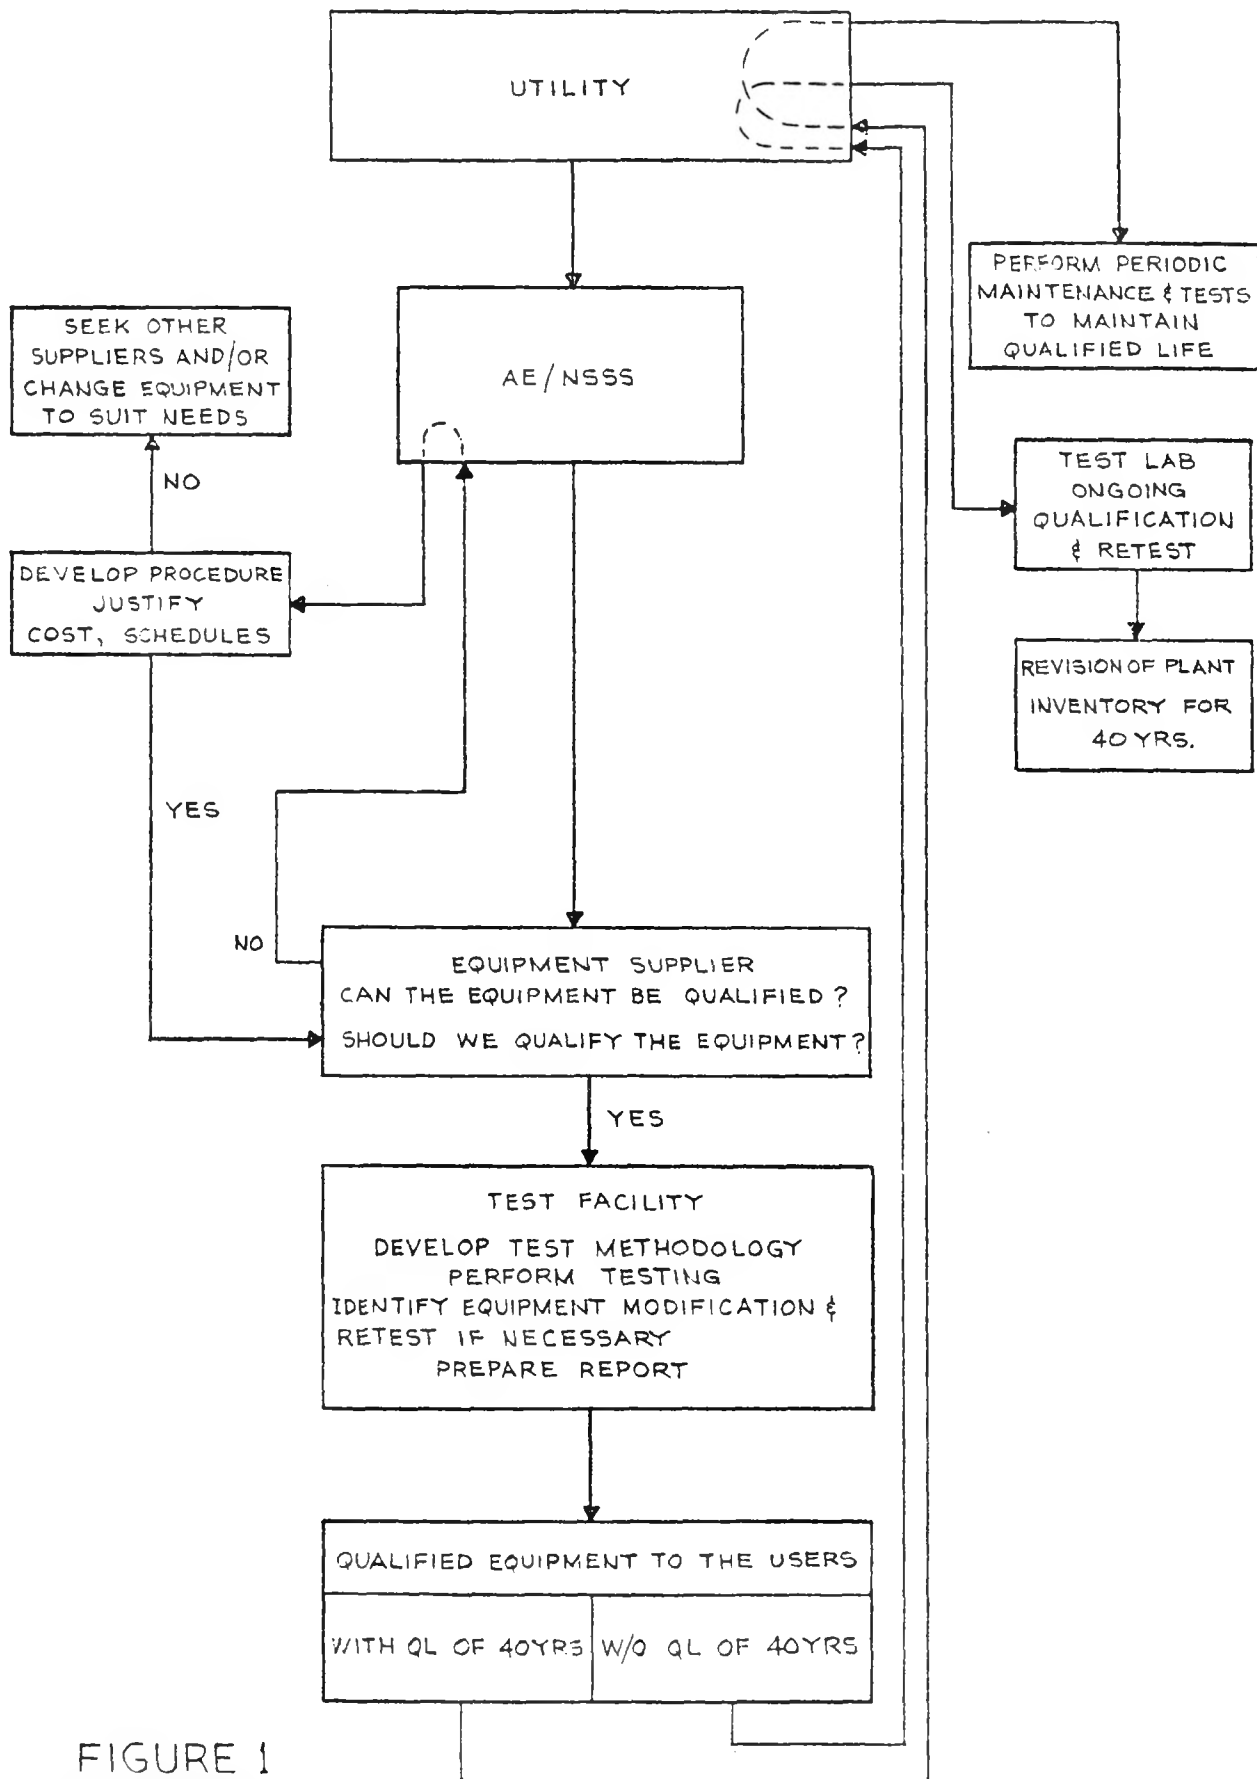 UTILITY
PERFORM PERIODIC
MAINTENANCE & TESTS
TO MAINTAIN
QUALIFIED LIFE
SEEK OTHER
SUPPLIERS AND/OR
CHANGE EQUIPMENT
TO SUIT NEEDS
AE/NSSS
NO
TEST LAB
ONGOING
QUALIFICATION
& RETEST
DEVELOP PROCEDURE
JUSTIFY
COST, SCHEDULES
REVISION OF PLANT
INVENTORY FOR
40 YRS.
YES
NO
EQUIPMENT SUPPLIER
CAN THE EQUIPMENT BE QUALIFIED?
SHOULD WE QUALIFY THE EQUIPMENT?
YES
TEST FACILITY
DEVELOP TEST METHODOLOGY
PERFORM TESTING
IDENTIFY EQUIPMENT MODIFICATION &
RETEST IF NECESSARY
PREPARE REPORT
QUALIFIED EQUIPMENT TO THE USERS
WITH QL OF 40YRS
W/O QL OF 40YRS
FIGURE 1